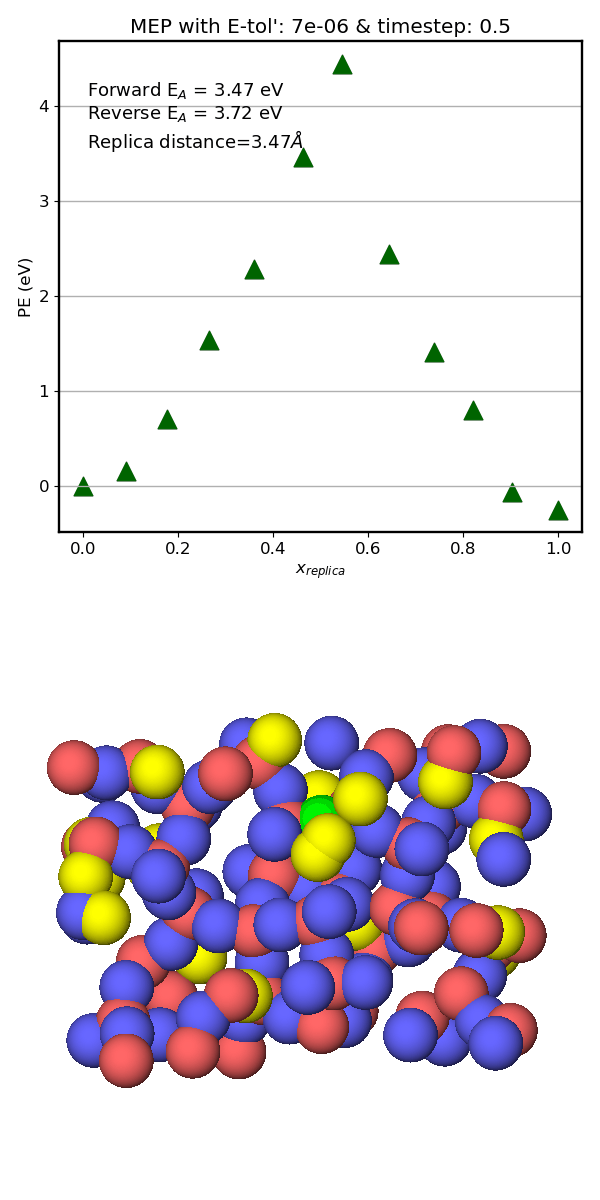 MEP with E-tol': 7e-06 & timestep: 0.5
Forward E_A = 3.47 eV
Reverse E_A = 3.72 eV
Replica distance=3.47Å
PE (eV)
4
3
2
1
0
0.0 0.2 0.4 0.6 0.8 1.0
x_replica